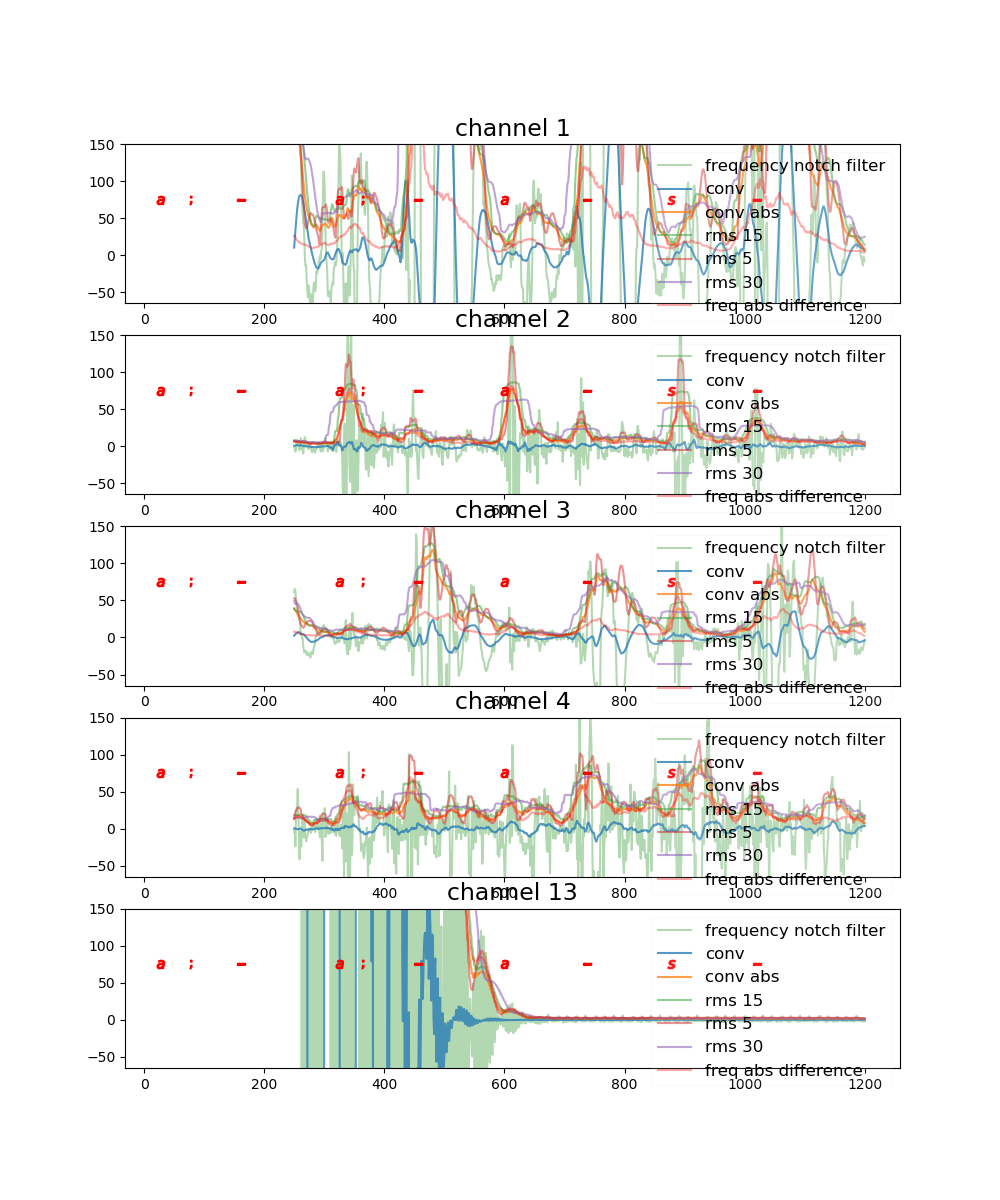 channel 1
150
100
50
0
−50
a ; – a ; – a – s –
frequency notch filter
conv
conv abs
rms 15
rms 5
rms 30
freq abs difference
0 200 400 600 800 1000 1200
channel 2
150
100
50
0
−50
a ; – a ; – a – s –
frequency notch filter
conv
conv abs
rms 15
rms 5
rms 30
freq abs difference
0 200 400 600 800 1000 1200
channel 3
150
100
50
0
−50
a ; – a ; – a – s –
frequency notch filter
conv
conv abs
rms 15
rms 5
rms 30
freq abs difference
0 200 400 600 800 1000 1200
channel 4
150
100
50
0
−50
a ; – a ; – a – s –
frequency notch filter
conv
conv abs
rms 15
rms 5
rms 30
freq abs difference
0 200 400 600 800 1000 1200
channel 13
150
100
50
0
−50
a ; – a ; – a – s –
frequency notch filter
conv
conv abs
rms 15
rms 5
rms 30
freq abs difference
0 200 400 600 800 1000 1200